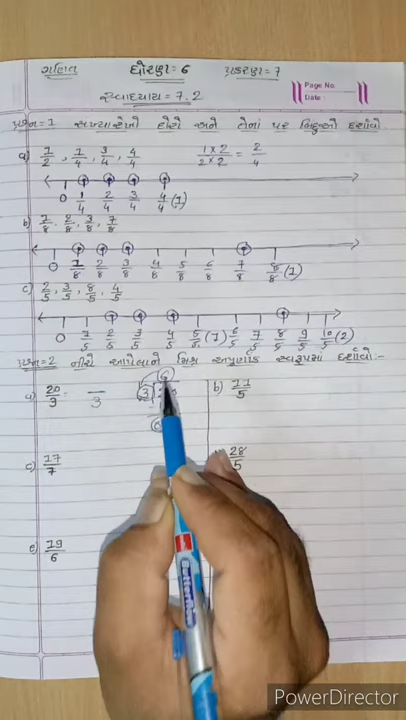 ગણિત ધોરણ:- 6 પ્રકરણ:- 7
Page No.
Date:
સ્વાધ્યાય = 7.2
પ્રશ્ન=1 સંખ્યારેખા દોરો અને તેના પર બિંદુઓ દર્શાવો
a) 1/2, 1/4, 3/4, 4/4 1×2/2×2 = 2/4
0 1/4 2/4 3/4 4/4 (1)
b) 1/8, 2/8, 3/8, 7/8
0 1/8 2/8 3/8 4/8 5/8 6/8 7/8 8/8 (1)
c) 2/5, 3/5, 8/5, 4/5
0 1/5 2/5 3/5 4/5 5/5 (1) 6/5 7/5 8/5 9/5 10/5 (2)
પ્રશ્ન=2 નીચે આપેલાને મિશ્ર અપૂર્ણાંક સ્વરૂપમાં દર્શાવો:-
a) 20/3 = /3 3 6 b) 11/5
c) 17/7 28/5
e) 19/6
Butterflow
PowerDirector